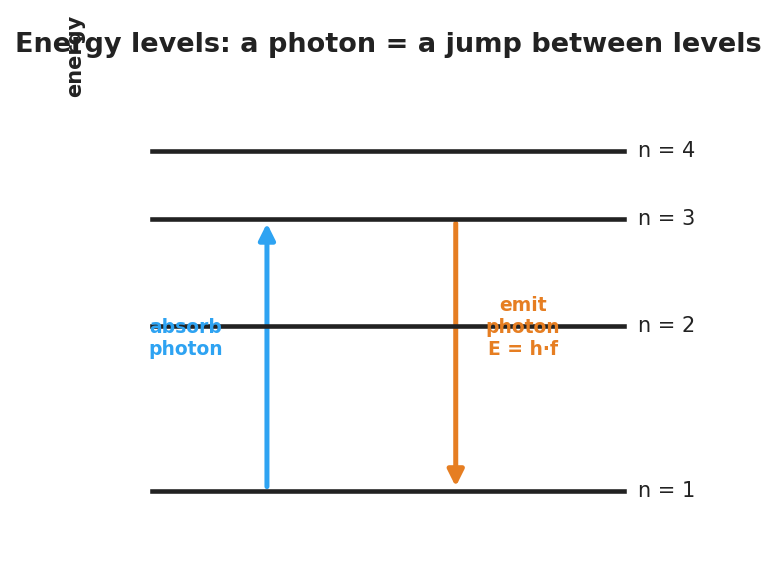 Energy levels: a photon = a jump between levels
energy
n = 4
n = 3
absorb
photon
emit
photon
E = h·f
n = 2
n = 1